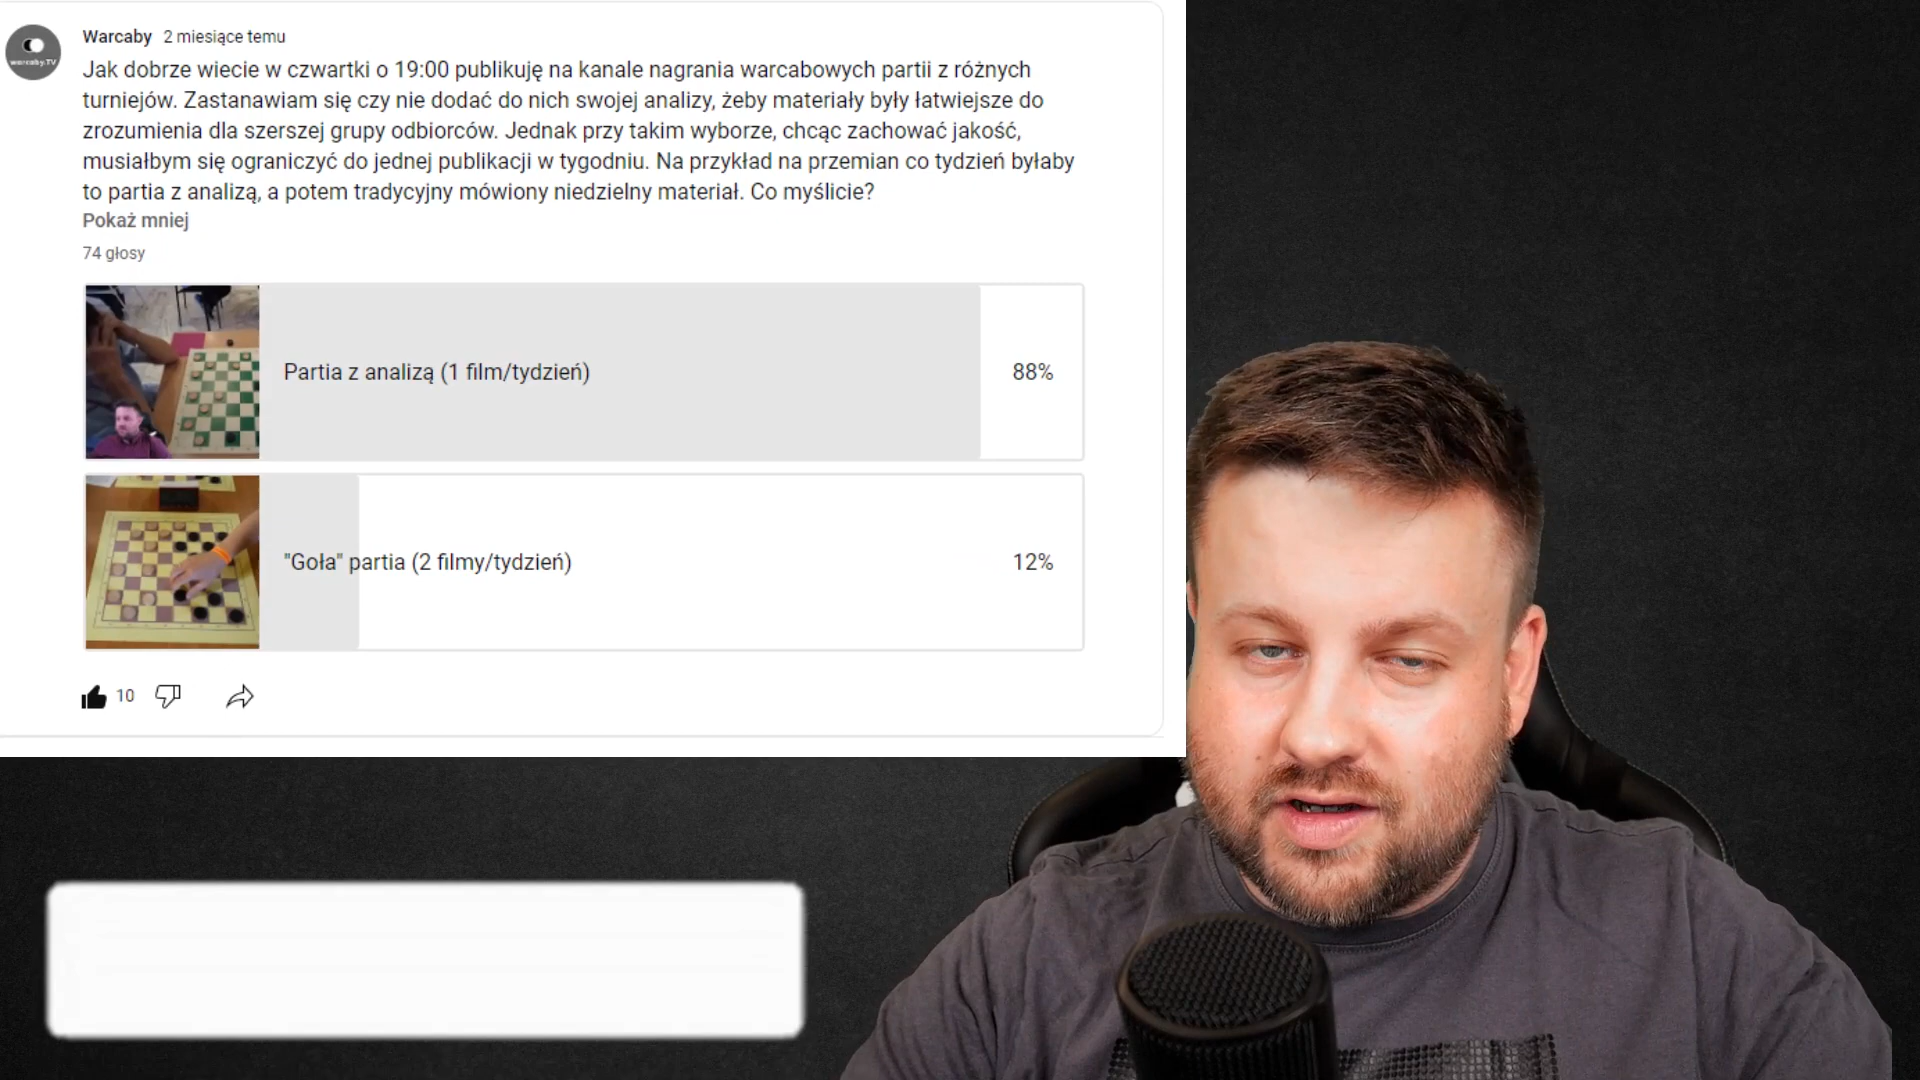 Warcaby 2 miesiące temu
warcaby.TV
Jak dobrze wiecie w czwartki o 19:00 publikuję na kanale nagrania warcabowych partii z różnych
turniejów. Zastanawiam się czy nie dodać do nich swojej analizy, żeby materiały były łatwiejsze do
zrozumienia dla szerszej grupy odbiorców. Jednak przy takim wyborze, chcąc zachować jakość,
musiałbym się ograniczyć do jednej publikacji w tygodniu. Na przykład na przemian co tydzień byłaby
to partia z analizą, a potem tradycyjny mówiony niedzielny materiał. Co myślicie?
Pokaż mniej
74 głosy
Partia z analizą (1 film/tydzień) 88%
"Goła" partia (2 filmy/tydzień) 12%
10